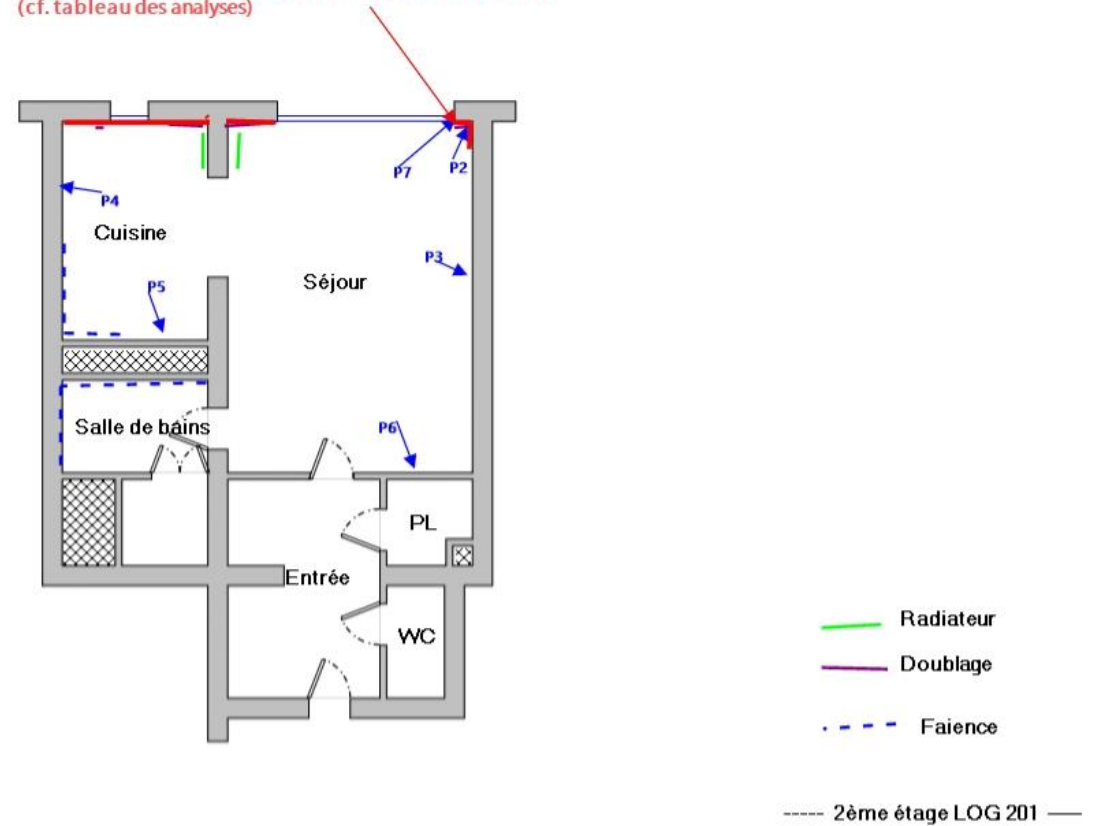 (cf. tableau des analyses)
P7
P2
P4
Cuisine
P3
Séjour
P5
Salle de bains
P6
PL
Entrée
WC
Radiateur
Doublage
Faience
----- 2ème étage LOG 201 —